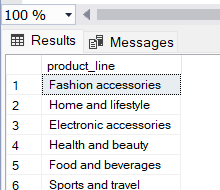 100 %
Results Messages
product_line
1 Fashion accessories
2 Home and lifestyle
3 Electronic accessories
4 Health and beauty
5 Food and beverages
6 Sports and travel